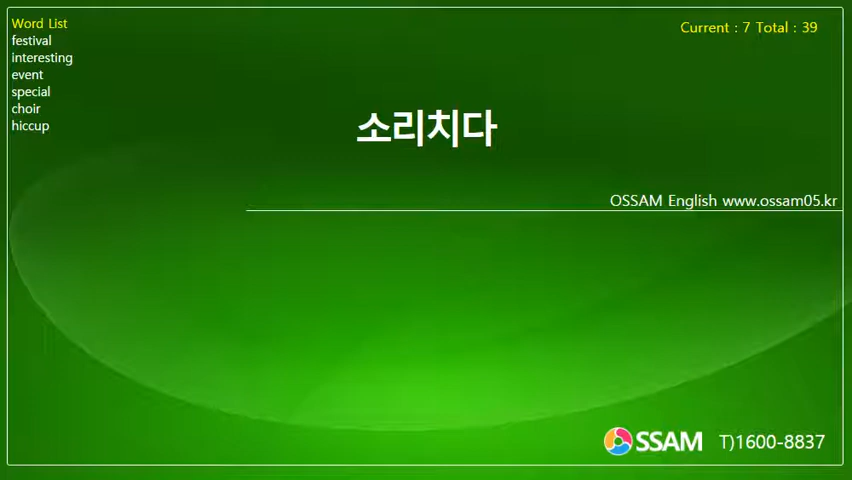 Word List
festival
interesting
event
special
choir
hiccup
Current : 7 Total : 39
소리치다
OSSAM English www.ossam05.kr
OSSAM T)1600-8837